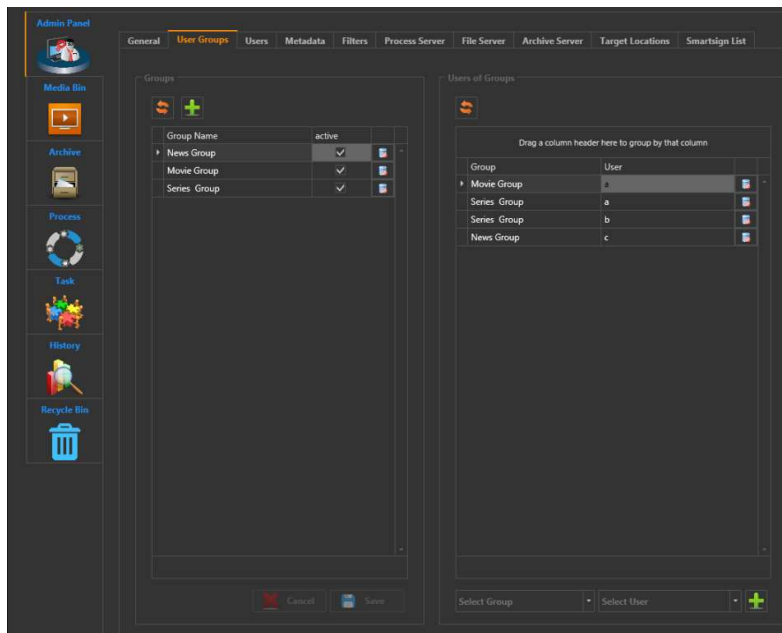 Admin Panel
General User Groups Users Metadata Filters Process Server File Server Archive Server Target Locations Smartsign List
Media Bin
Archive
Process
Task
History
Recycle Bin
Groups
Group Name active
News Group
Movie Group
Series Group
Cancel Save
Users of Groups
Drag a column header here to group by that column
Group User
Movie Group a
Series Group a
Series Group b
News Group c
Select Group Select User